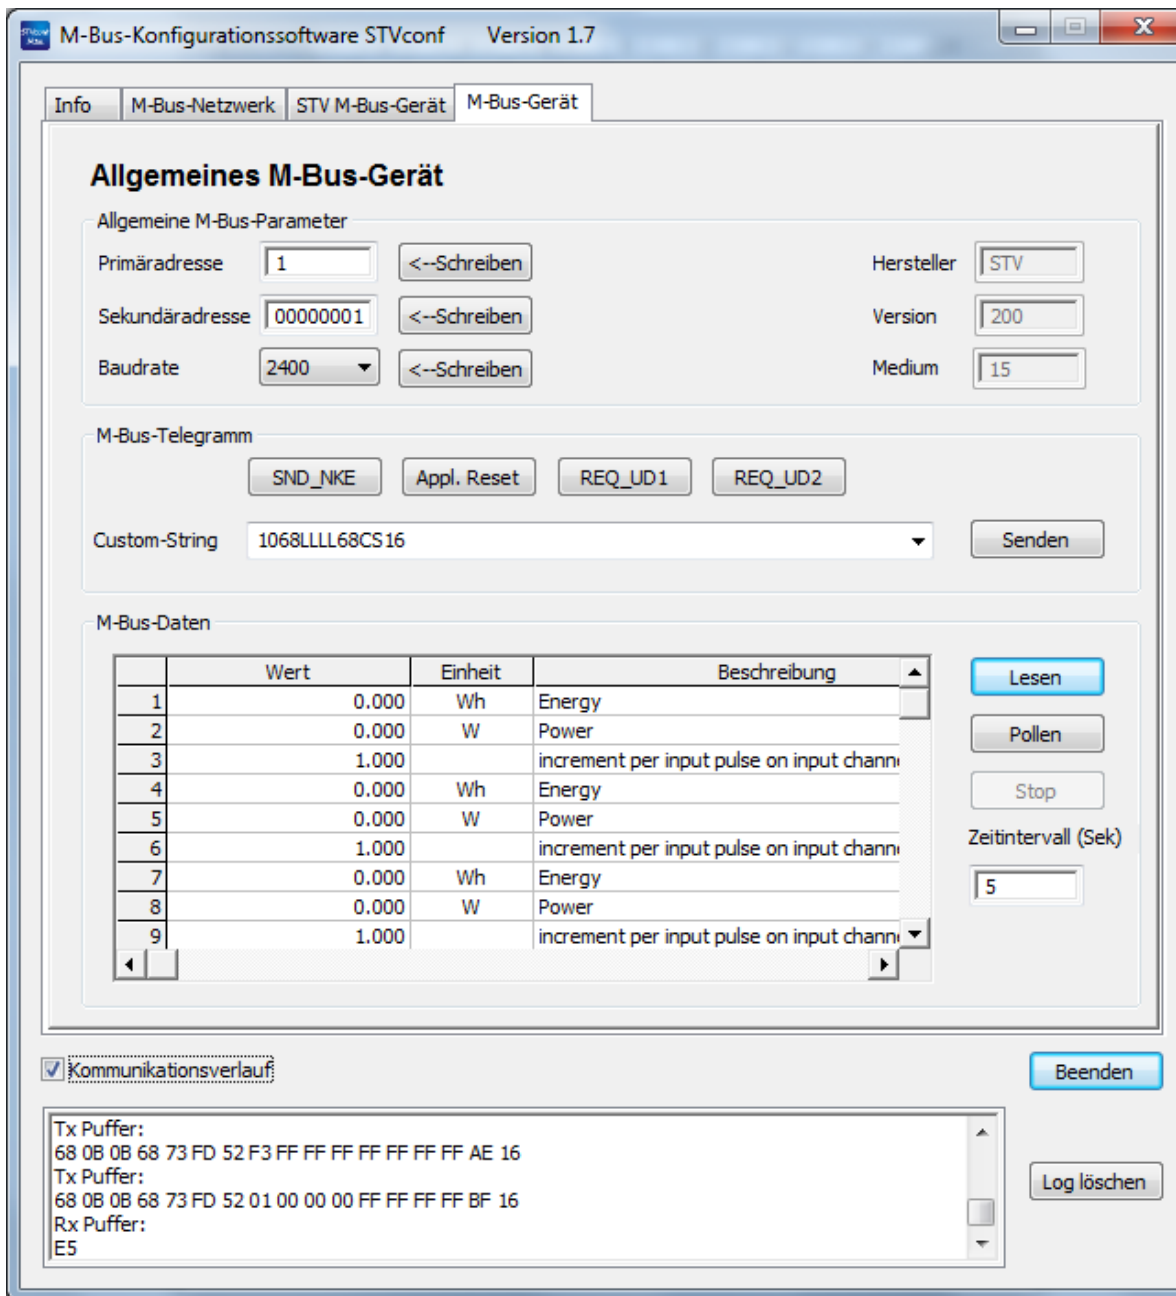 M-Bus-Konfigurationssoftware STVconf Version 1.7
Info M-Bus-Netzwerk STV M-Bus-Gerät M-Bus-Gerät
Allgemeines M-Bus-Gerät
Allgemeine M-Bus-Parameter
Primäradresse 1 <--Schreiben Hersteller STV
Sekundäradresse 00000001 <--Schreiben Version 200
Baudrate 2400 <--Schreiben Medium 15
M-Bus-Telegramm
SND_NKE Appl. Reset REQ_UD1 REQ_UD2
Custom-String 1068LLLL68CS16 Senden
M-Bus-Daten
Wert Einheit Beschreibung
1 0.000 Wh Energy
2 0.000 W Power
3 1.000 increment per input pulse on input
4 0.000 Wh Energy
5 0.000 W Power
6 1.000 increment per input pulse on input
7 0.000 Wh Energy
8 0.000 W Power
9 1.000 increment per input pulse on input
Lesen
Pollen
Stop
Zeitintervall (Sek)
5
Kommunikationsverlauf Beenden
Tx Puffer:
68 0B 0B 68 73 FD 52 F3 FF FF FF FF FF FF FF AE 16
Tx Puffer:
68 0B 0B 68 73 FD 52 01 00 00 00 FF FF FF FF BF 16
Rx Puffer:
E5
Log löschen